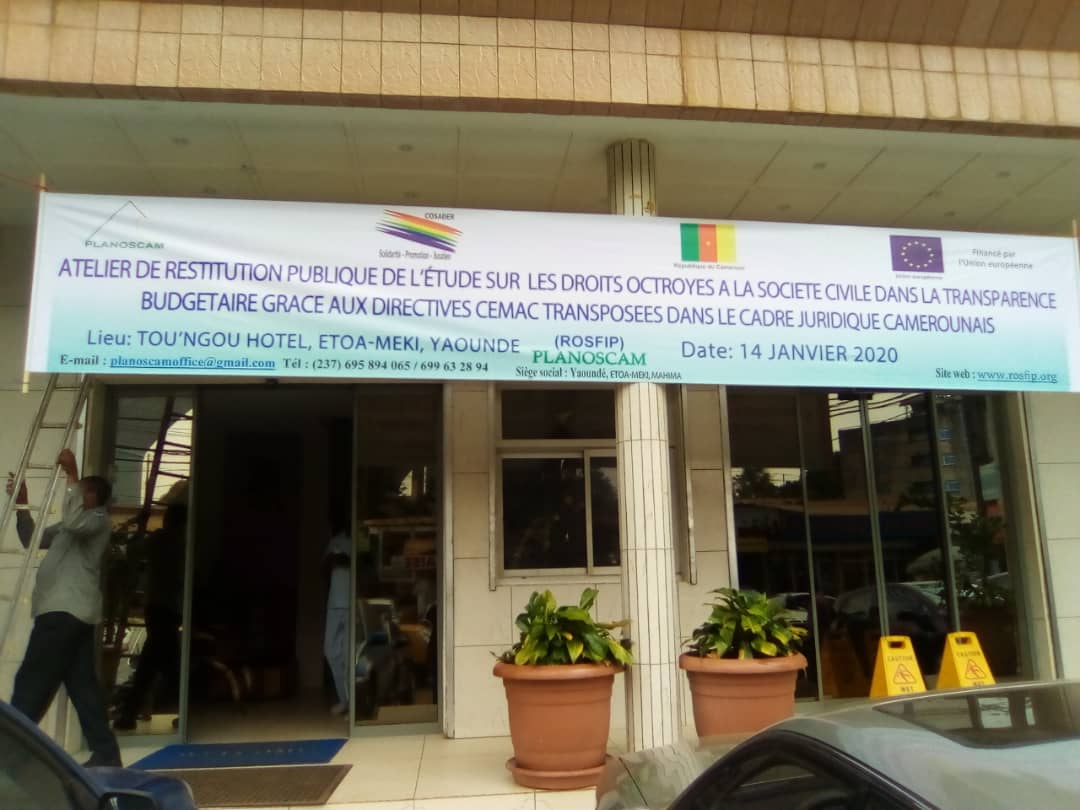 PLANOSCAM
COSADER
Solidarité - Promotion - Soutien
République du Cameroun
Union européenne
Financé par
l'Union européenne
ATELIER DE RESTITUTION PUBLIQUE DE L'ÉTUDE SUR LES DROITS OCTROYES A LA SOCIETE CIVILE DANS LA TRANSPARENCE
BUDGETAIRE GRACE AUX DIRECTIVES CEMAC TRANSPOSEES DANS LE CADRE JURIDIQUE CAMEROUNAIS
Lieu: TOU'NGOU HOTEL, ETOA-MEKI, YAOUNDE (ROSFIP) Date: 14 JANVIER 2020
PLANOSCAM
E-mail : planoscamoffice@gmail.com Tél : (237) 695 894 065 / 699 63 28 94
Siège social : Yaoundé, ETOA-MEKI, MAHIMA
Site web : www.rosfip.org
CAUTION
WET
CAUTION
WET